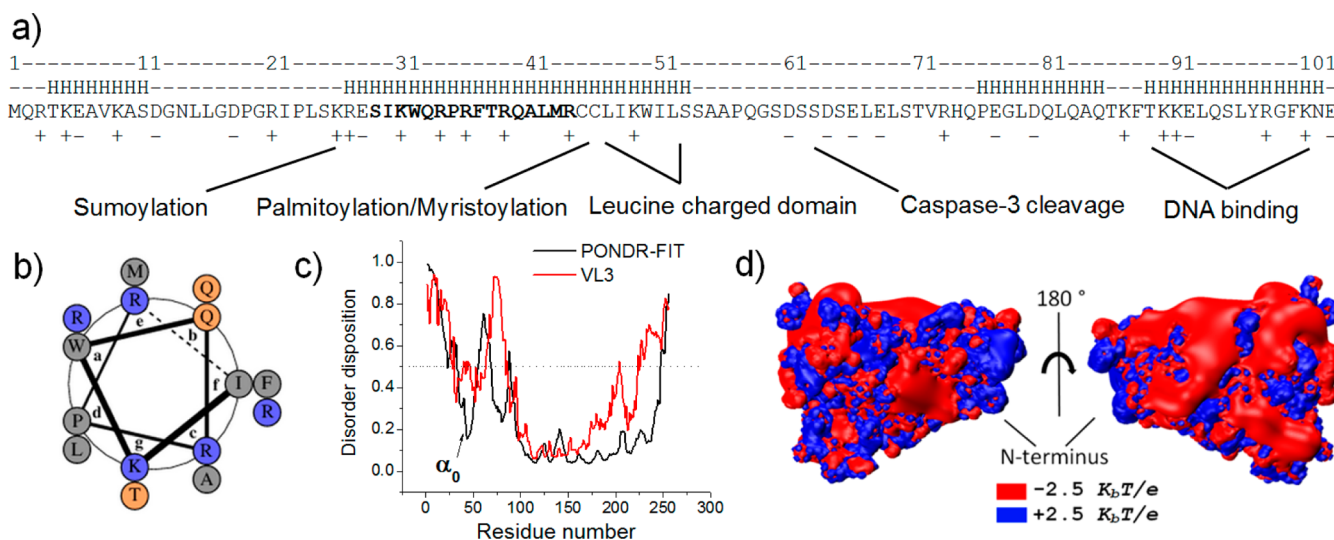 a)
1---------11--------21--------31--------41--------51--------61--------71--------81--------91--------101
---HHHHHHHH---------------HHHHHHHHHHHHHHHHHHHHHHHHHHH----------------------HHHHHHHHH----HHHHHHHHHHHHHH-
MQRTKEAVKASDGNLLGDPGRIPLSKRESIKWQRPRFTRQALMRCCLIKWILSSAAPQGSDSSDSELELSTVRHQPEGLDQLQAQTKFTKKELQSLYRGFKNE
+ +– + – – + ++– + + + + + + – – – – + – – + ++– + + –
Sumoylation Palmitoylation/Myristoylation Leucine charged domain Caspase-3 cleavage DNA binding
b)
M
R
Q
Q
R
W
e
b
a
f
I
F
R
P
L
d
g
c
K
T
R
A
c)
PONDR-FIT
VL3
1.0
0.8
0.6
0.4
0.2
0.0
Disorder disposition
α0
0 50 100 150 200 250 300
Residue number
d)
180 °
N-terminus
−2.5 KbT/e
+2.5 KbT/e